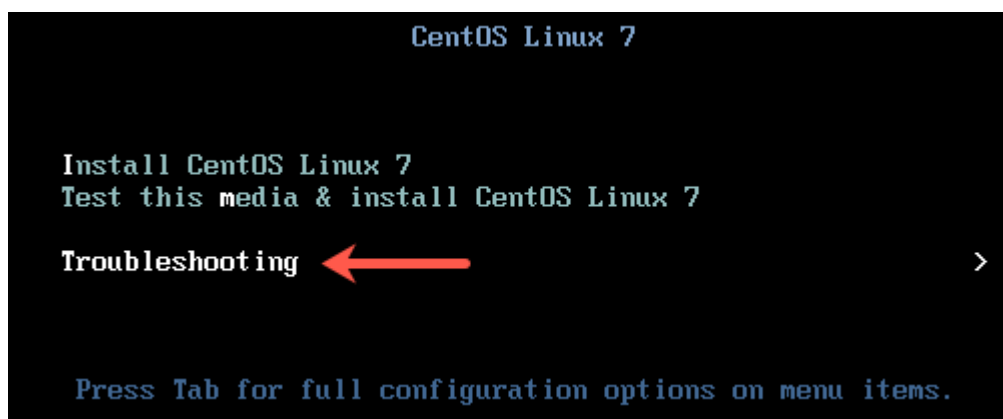 CentOS Linux 7
Install CentOS Linux 7
Test this media & install CentOS Linux 7
Troubleshooting >
Press Tab for full configuration options on menu items.